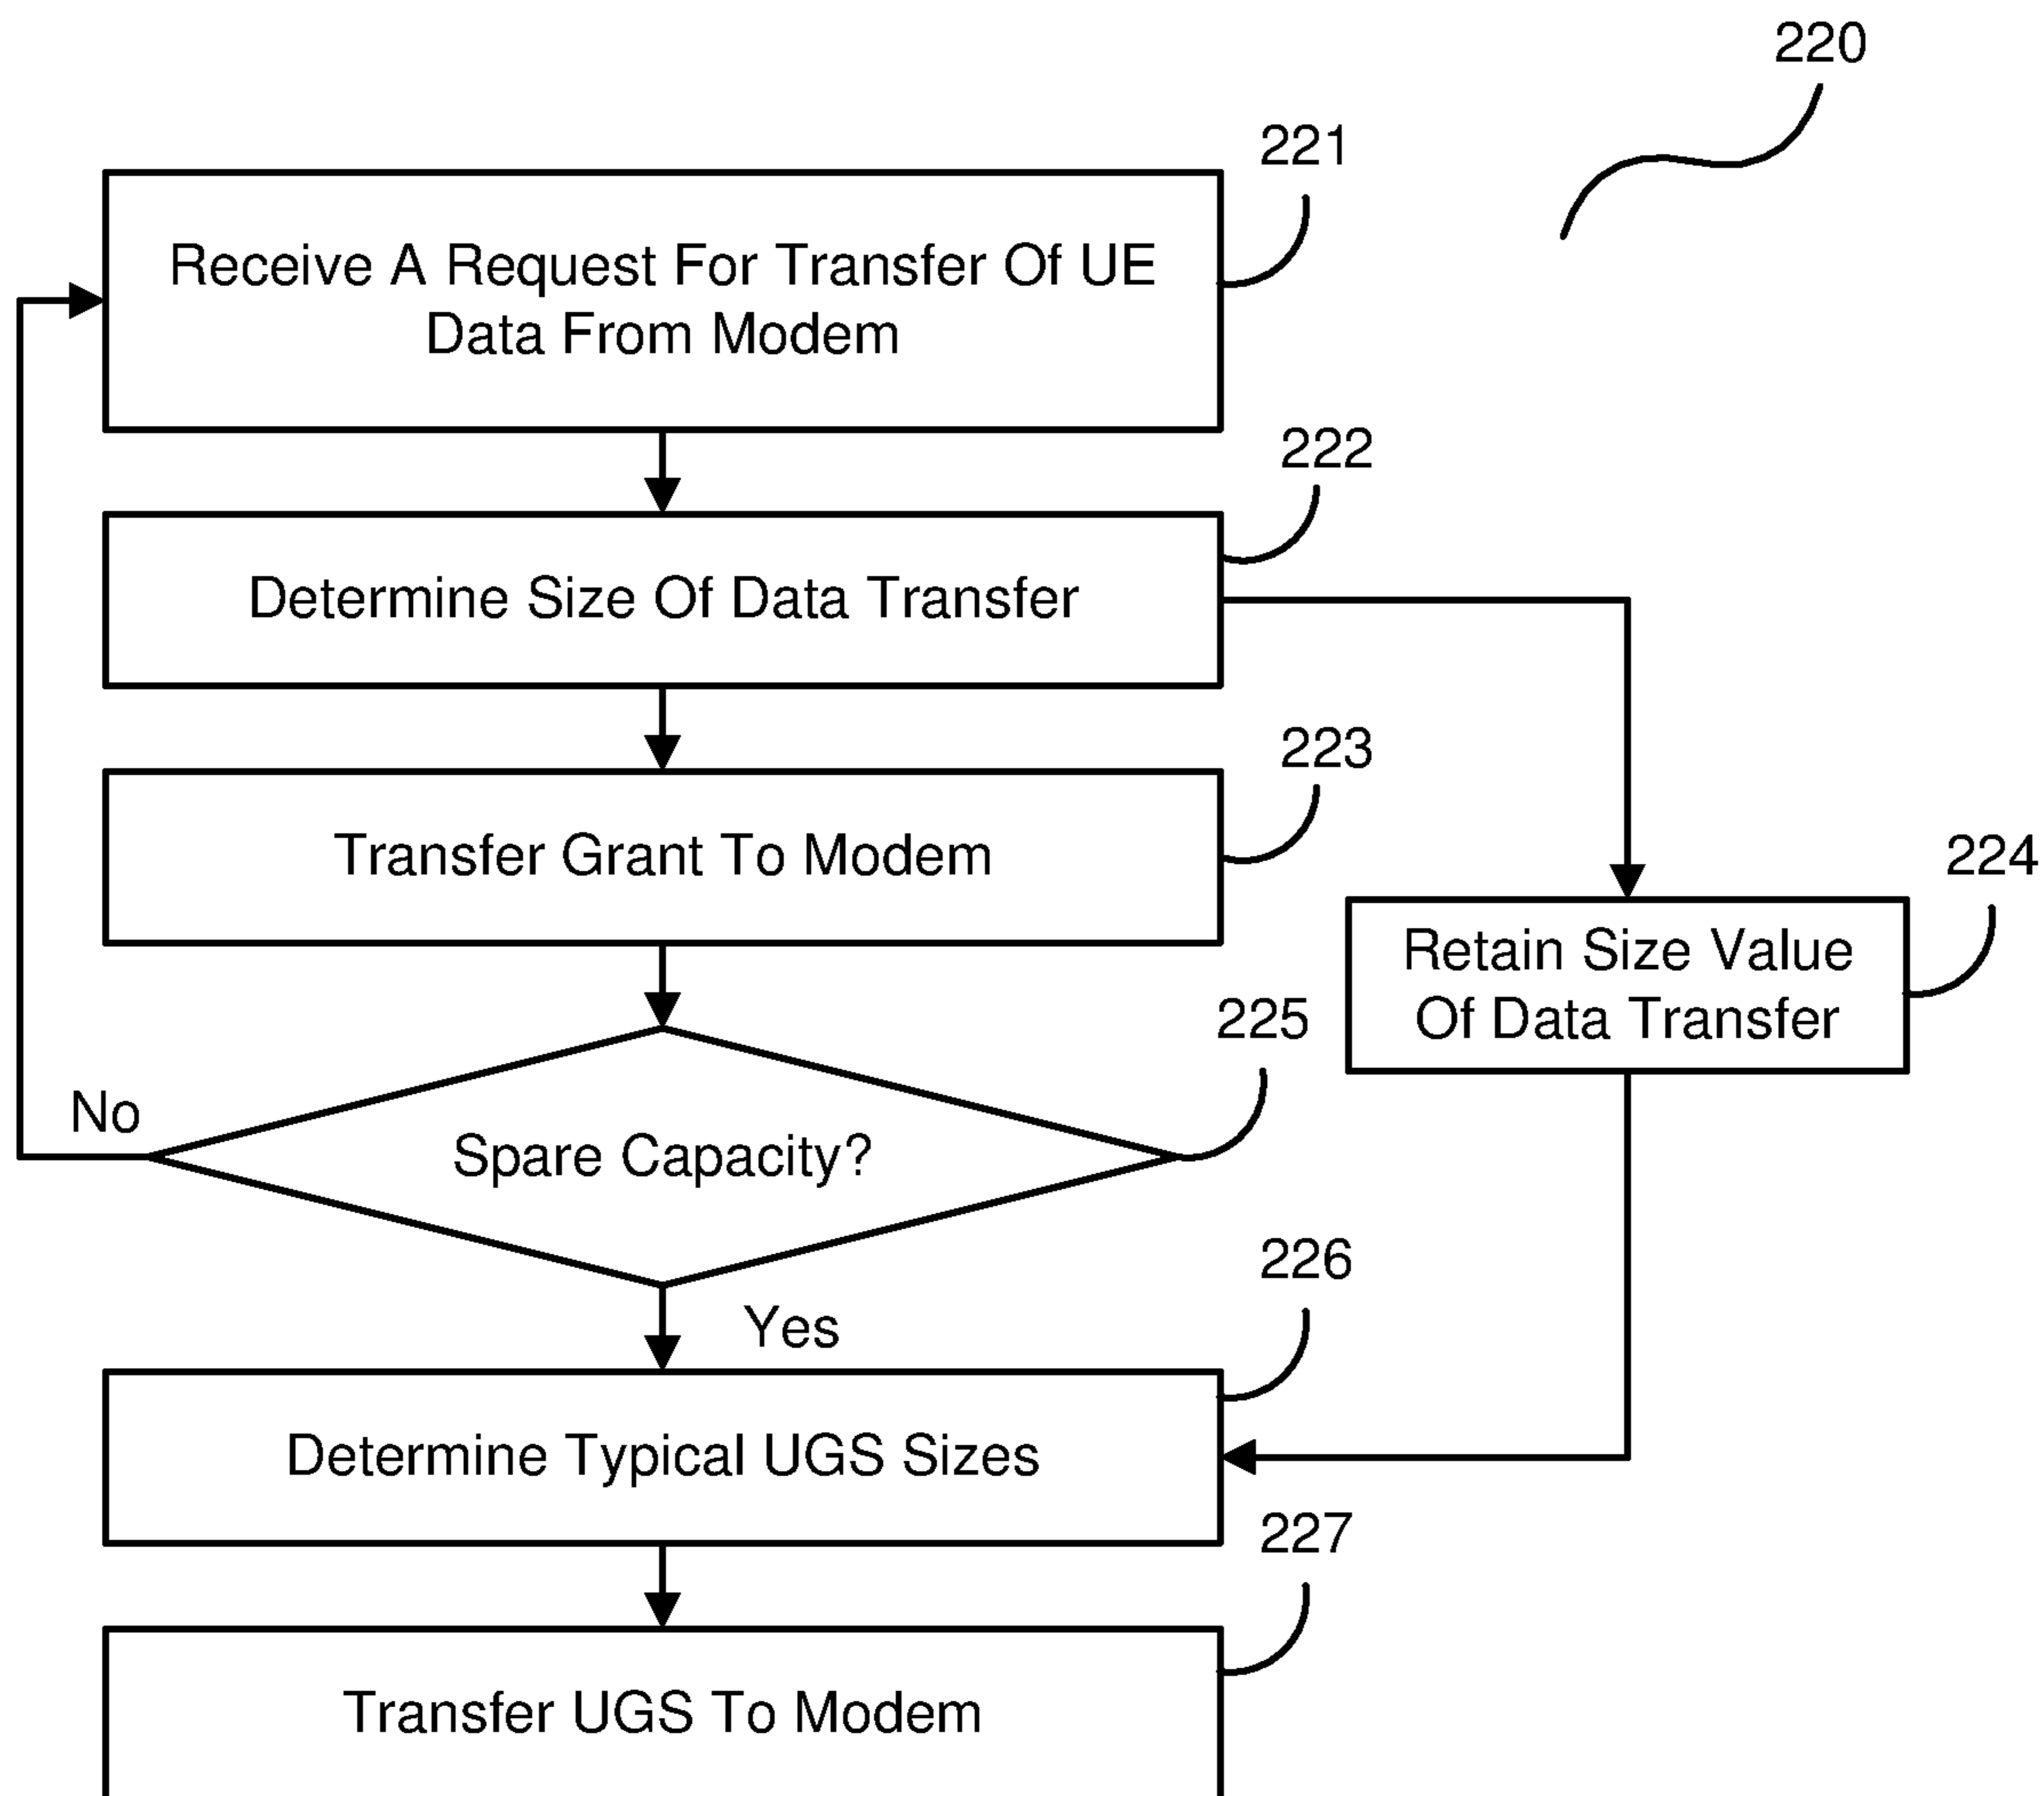 220
221
Receive A Request For Transfer Of UE
Data From Modem
222
Determine Size Of Data Transfer
223
Transfer Grant To Modem
224
Retain Size Value
Of Data Transfer
225
No
Spare Capacity?
226
Yes
Determine Typical UGS Sizes
227
Transfer UGS To Modem